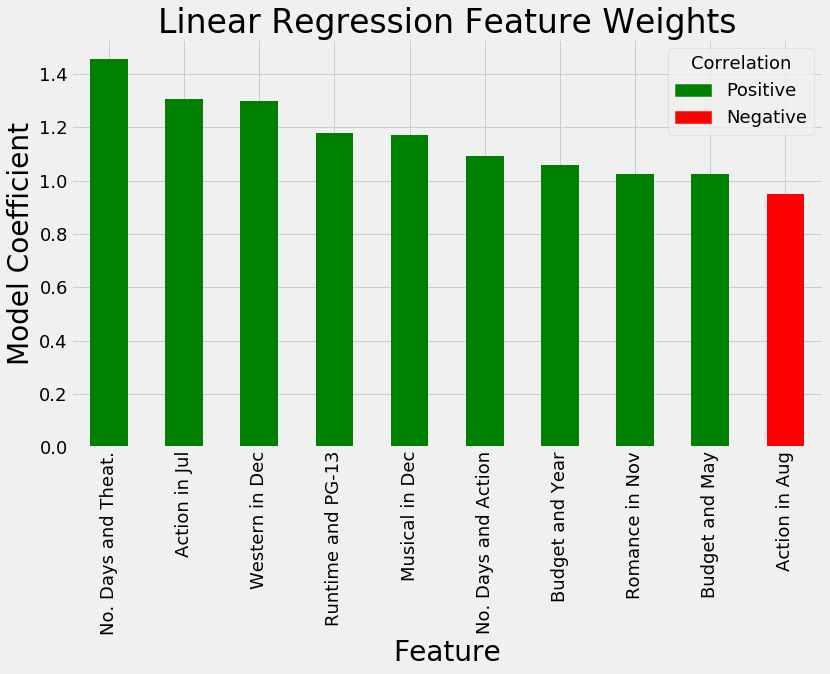 Linear Regression Feature Weights
Correlation
Positive
Negative
Model Coefficient
1.4
1.2
1.0
0.8
0.6
0.4
0.2
0.0
No. Days and Theat.
Action in Jul
Western in Dec
Runtime and PG-13
Musical in Dec
No. Days and Action
Budget and Year
Romance in Nov
Budget and May
Action in Aug
Feature